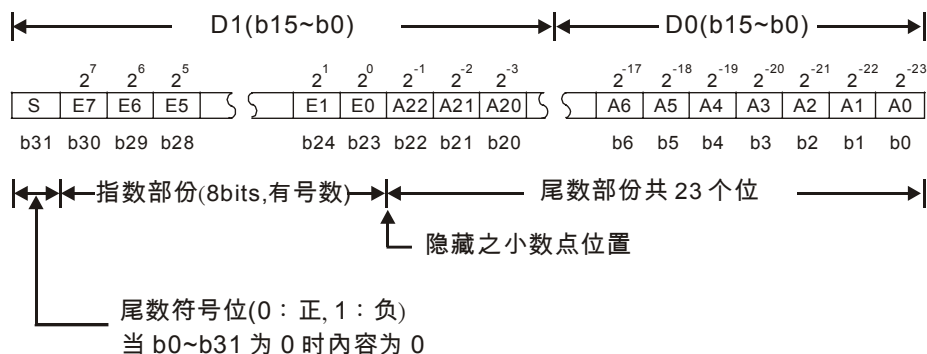 D1(b15~b0) D0(b15~b0)
2^7 2^6 2^5 2^1 2^0 2^-1 2^-2 2^-3 2^-17 2^-18 2^-19 2^-20 2^-21 2^-22 2^-23
S E7 E6 E5 E1 E0 A22 A21 A20 A6 A5 A4 A3 A2 A1 A0
b31 b30 b29 b28 b24 b23 b22 b21 b20 b6 b5 b4 b3 b2 b1 b0
指数部份(8bits,有号数) 尾数部份共 23 个位
隐藏之小数点位置
尾数符号位(0：正, 1：负)
当 b0~b31 为 0 时内容为 0